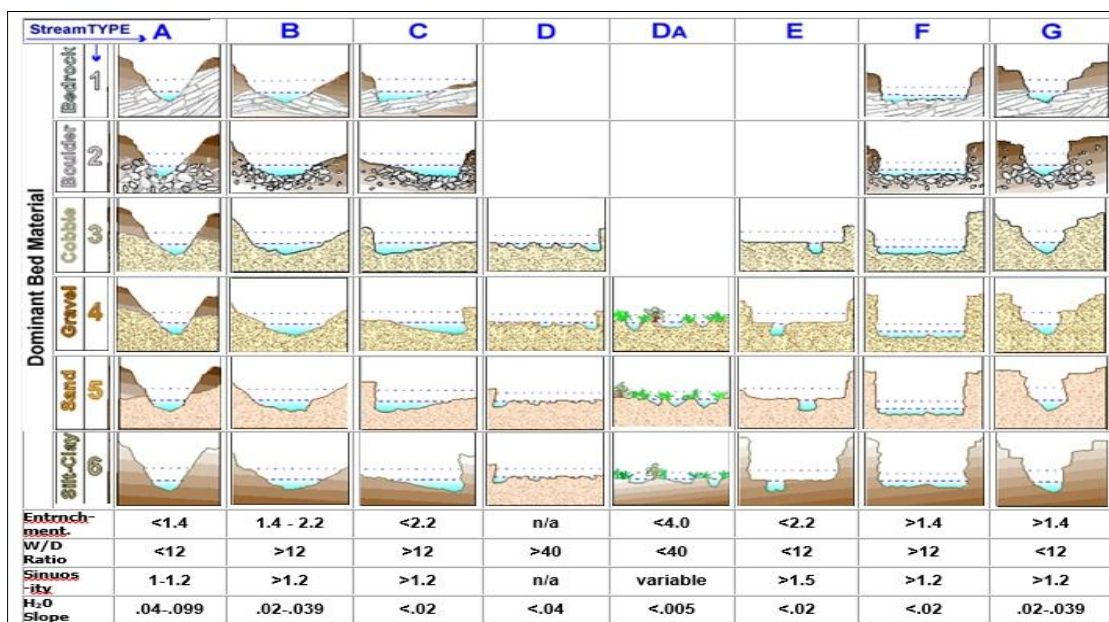 StreamTYPE A B C D DA E F G
Dominant Bed Material
Bedrock 1
Boulder 2
Cobble 3
Gravel 4
Sand 5
Silt-Clay 6
Entrnch-
ment. <1.4 1.4 - 2.2 <2.2 n/a <4.0 <2.2 >1.4 >1.4
W/D
Ratio <12 >12 >12 >40 <40 <12 >12 <12
Sinuos
-ity 1-1.2 >1.2 >1.2 n/a variable >1.5 >1.2 >1.2
H₂0
Slope .04-.099 .02-.039 <.02 <.04 <.005 <.02 <.02 .02-.039